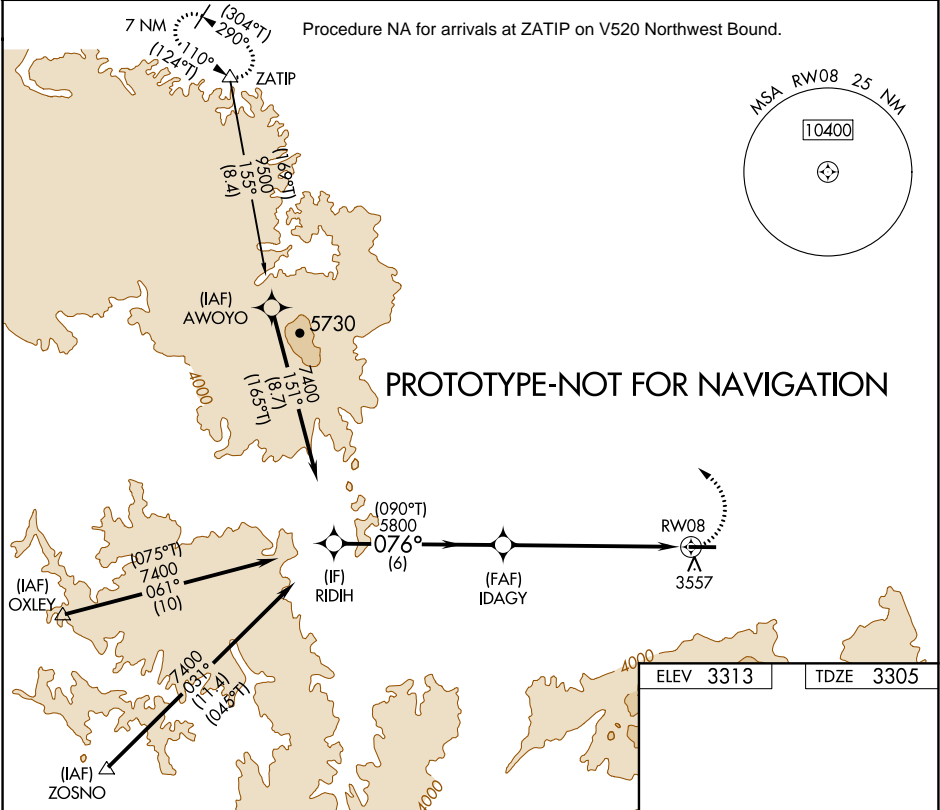 Procedure NA for arrivals at ZATIP on V520 Northwest Bound.
7 NM
(304°T)
290°
110°
(124°T)
ZATIP
MSA RW08 25 NM
10400
(169°T)
9500
155°
(8.4)
(IAF)
AWOYO
5730
7400
151°
(8.7)
(165°T)
4000
PROTOTYPE-NOT FOR NAVIGATION
(090°T)
5800
076°
(6)
RW08
3557
(IF)
RIDIH
(FAF)
IDAGY
(075°T)
7400
061°
(10)
(IAF)
OXLEY
7400
031°
(11.4)
(045°T)
(IAF)
ZOSNO
4000
4000
ELEV 3313
TDZE 3305